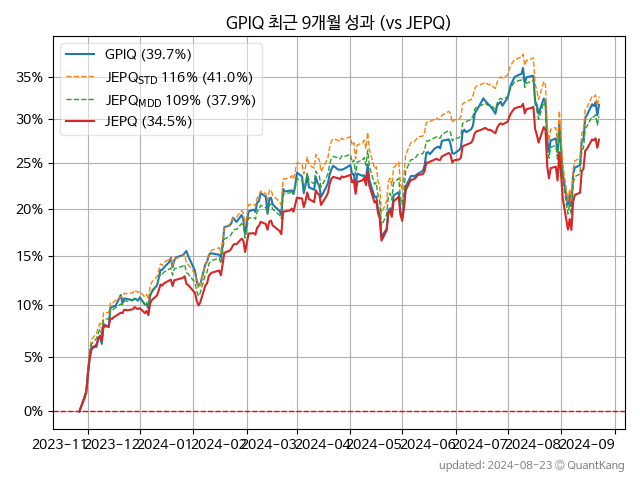 GPIQ 최근 9개월 성과 (vs JEPQ)
GPIQ (39.7%)
JEPQSTD 116% (41.0%)
JEPQMDD 109% (37.9%)
JEPQ (34.5%)
35%
30%
25%
20%
15%
10%
5%
0%
2023-11 2023-12 2024-01 2024-02 2024-03 2024-04 2024-05 2024-06 2024-07 2024-08 2024-09
updated: 2024-08-23 © QuantKang